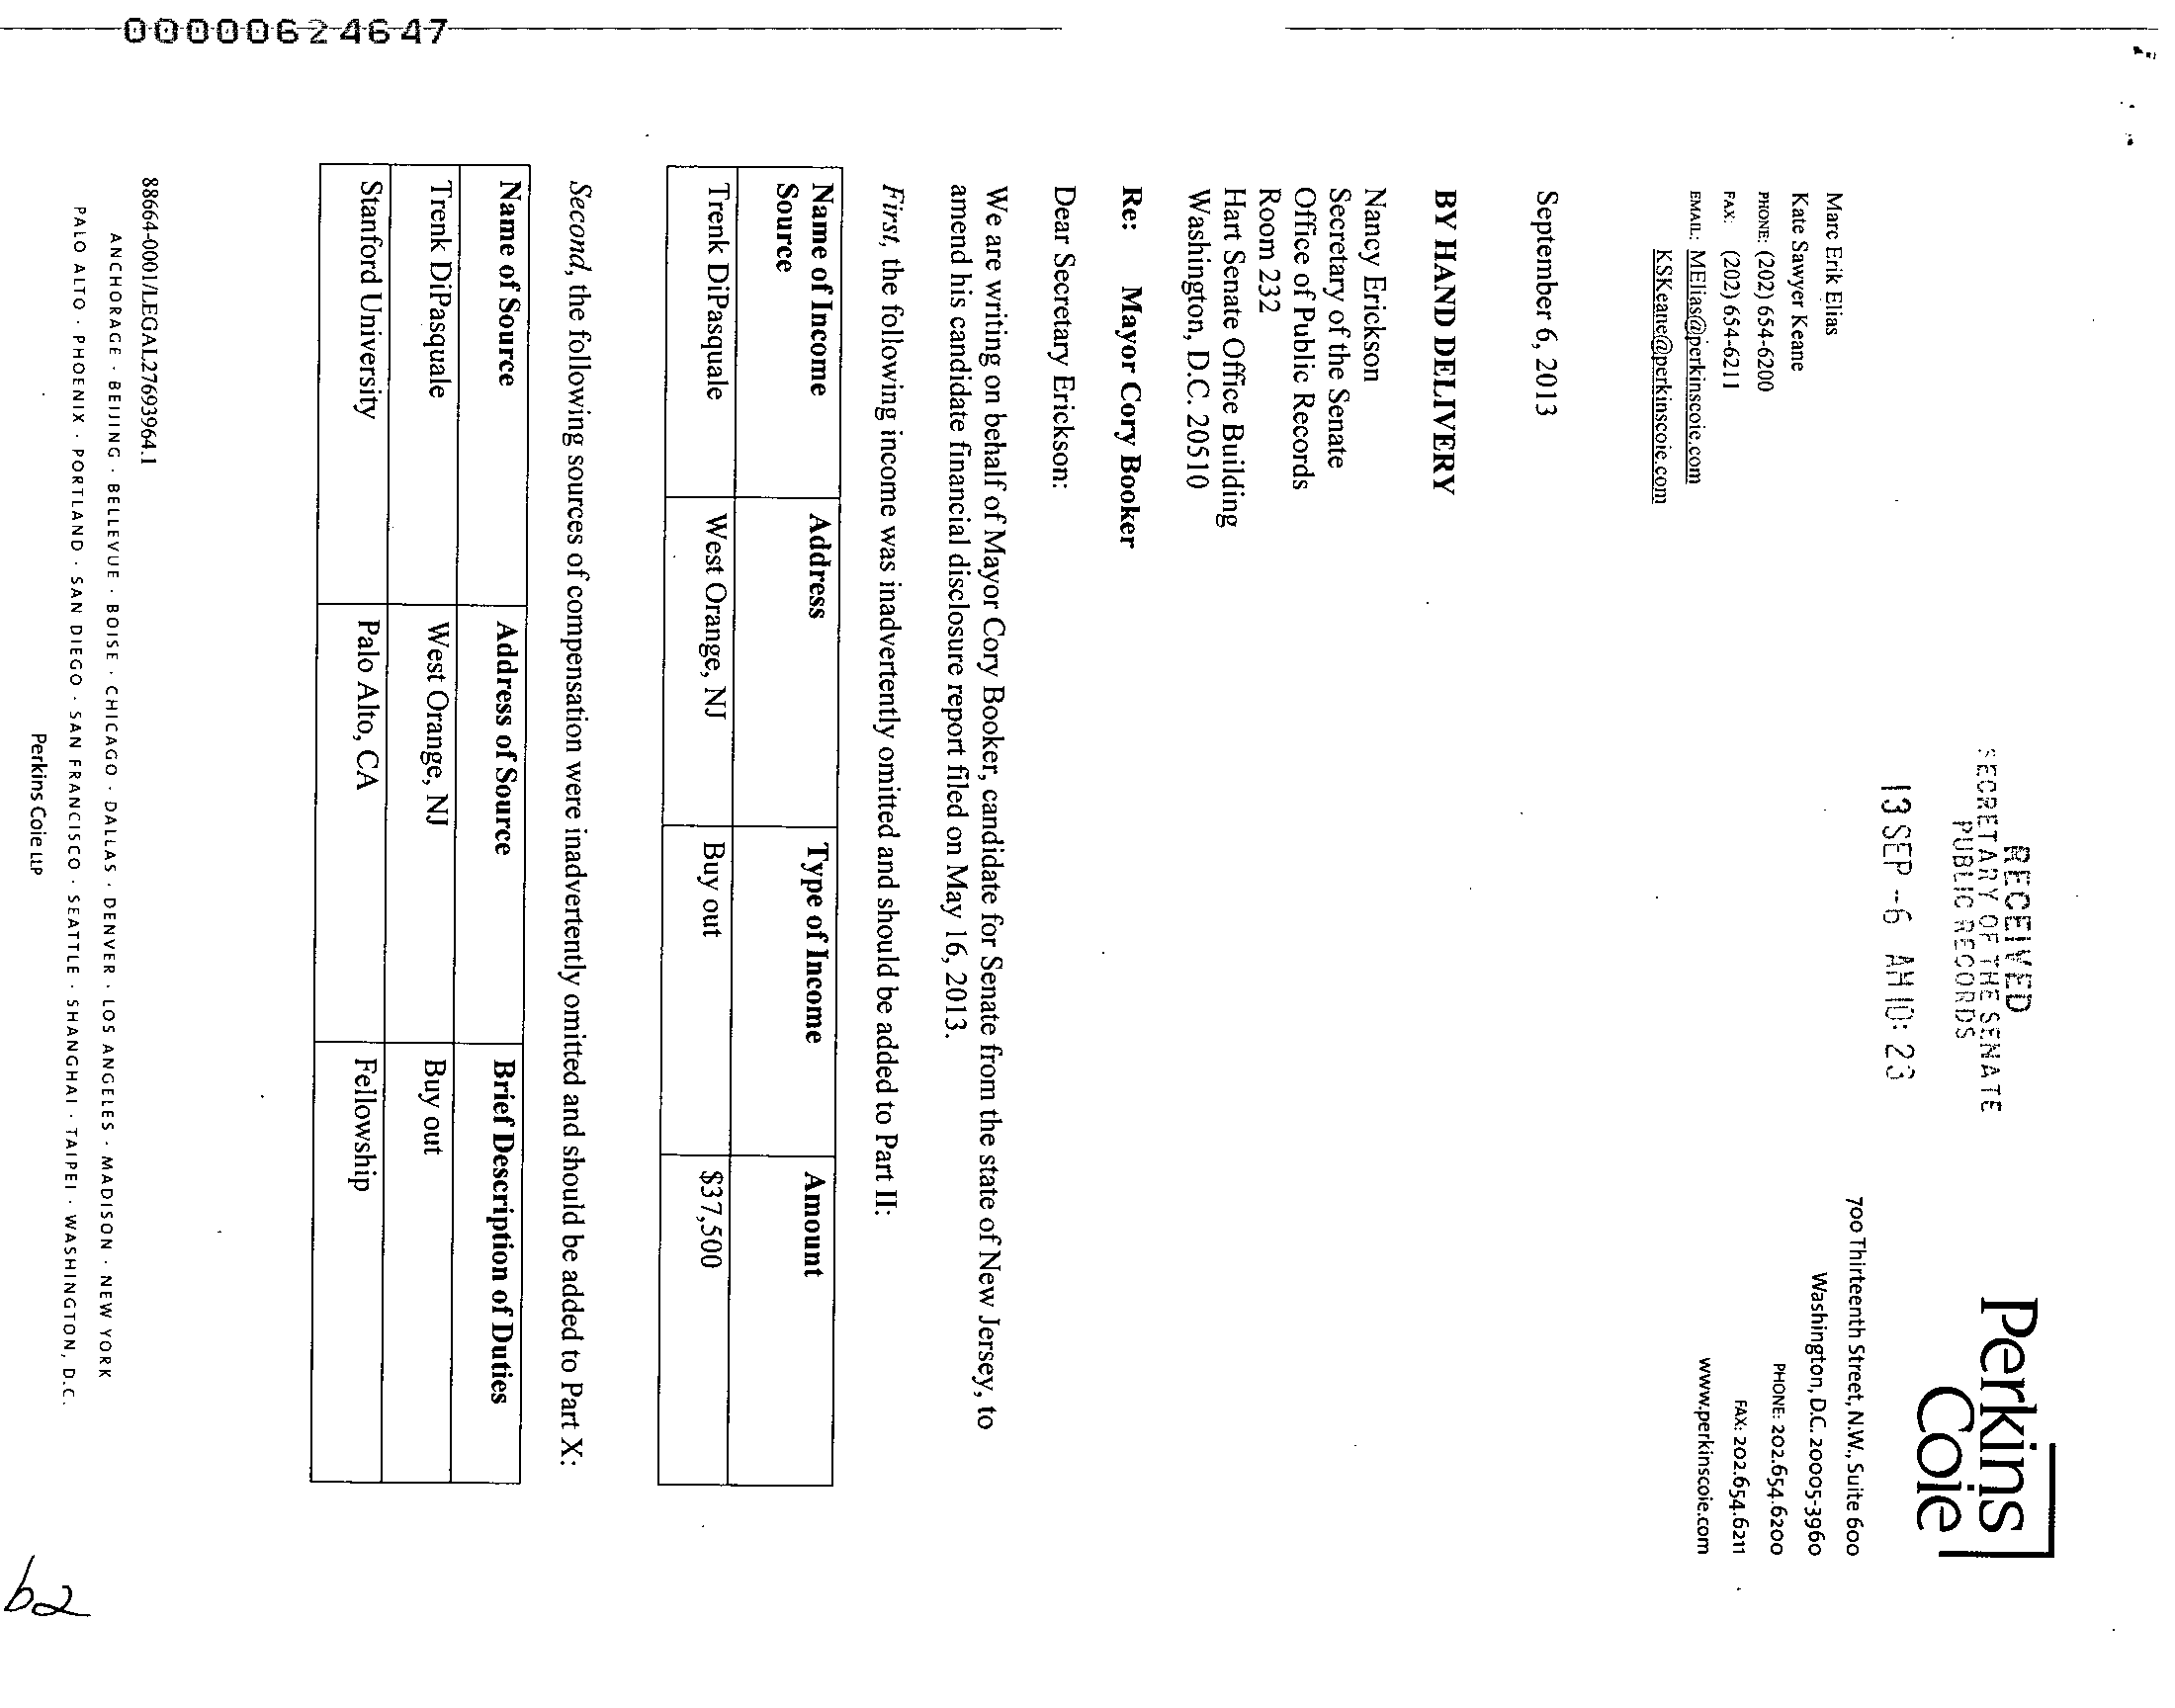 00000624647
RECEIVED
SECRETARY OF THE SENATE
PUBLIC RECORDS
13 SEP -6 AM 10: 23
Perkins
Coie
Marc Erik Elias
Kate Sawyer Keane
PHONE: (202) 654-6200
FAX: (202) 654-6211
EMAIL: MElias@perkinscoie.com
KSKeane@perkinscoie.com
700 Thirteenth Street, N.W., Suite 600
Washington, D.C. 20005-3960
PHONE: 202.654.6200
FAX: 202.654.6211
www.perkinscoie.com
September 6, 2013
BY HAND DELIVERY
Nancy Erickson
Secretary of the Senate
Office of Public Records
Room 232
Hart Senate Office Building
Washington, D.C. 20510
Re: Mayor Cory Booker
Dear Secretary Erickson:
We are writing on behalf of Mayor Cory Booker, candidate for Senate from the state of New Jersey, to
amend his candidate financial disclosure report filed on May 16, 2013.
First, the following income was inadvertently omitted and should be added to Part II:
Name of Income Source Address Type of Income Amount
Trenk DiPasquale West Orange, NJ Buy out $37,500
Second, the following sources of compensation were inadvertently omitted and should be added to Part X:
Name of Source Address of Source Brief Description of Duties
Trenk DiPasquale West Orange, NJ Buy out
Stanford University Palo Alto, CA Fellowship
88664-0001/LEGAL27693964.1
ANCHORAGE · BEIJING · BELLEVUE · BOISE · CHICAGO · DALLAS · DENVER · LOS ANGELES · MADISON · NEW YORK
PALO ALTO · PHOENIX · PORTLAND · SAN DIEGO · SAN FRANCISCO · SEATTLE · SHANGHAI · TAIPEI · WASHINGTON, D.C.
Perkins Coie LLP
b2